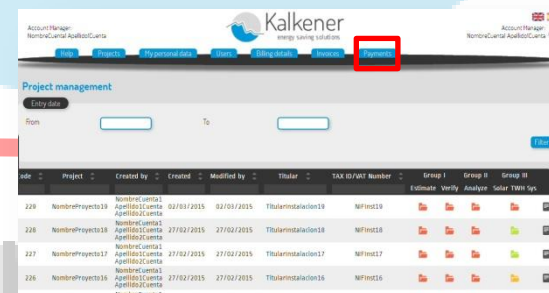 Account Manager:
NombreCuenta1 Apellido1Cuenta
Kalkener
energy saving solutions
Account Manager:
NombreCuenta1 Apellido1Cuenta
Help Projects My personal data Users Billing details Invoices Payments
Project management
Entry date
From To
Filter
Code Project Created by Created Modified by Titular TAX ID/VAT Number Group I Group II Group III
Estimate Verify Analyze Solar TWH Sys
229 NombreProyecto19 NombreCuenta1 Apellido1Cuenta Apellido2Cuenta 02/03/2015 02/03/2015 TitularInstalacion19 NIFInst19
228 NombreProyecto18 NombreCuenta1 Apellido1Cuenta Apellido2Cuenta 27/02/2015 27/02/2015 TitularInstalacion18 NIFInst18
227 NombreProyecto17 NombreCuenta1 Apellido1Cuenta Apellido2Cuenta 27/02/2015 27/02/2015 TitularInstalacion17 NIFInst17
226 NombreProyecto16 NombreCuenta1 Apellido1Cuenta Apellido2Cuenta 27/02/2015 27/02/2015 TitularInstalacion16 NIFInst16